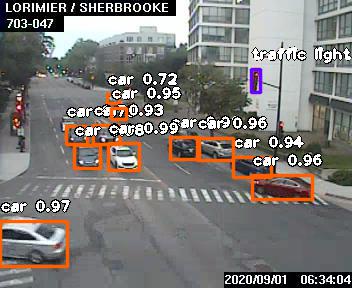 LORIMIER / SHERBROOKE
703-047
traffic light
car 0.72
car 0.95
car 0.93
car 0.99
car 0.96
car 0.94
car 0.96
car 0.97
2020/09/01 06:34:04